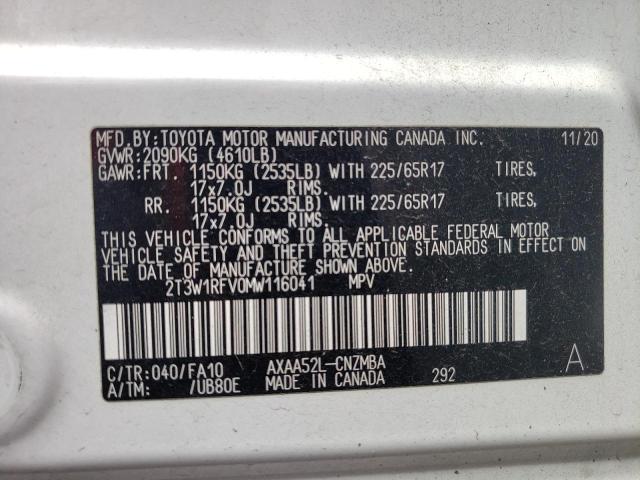 MFD. BY: TOYOTA MOTOR MANUFACTURING CANADA INC. 11/20
GVWR: 2090KG (4610LB)
GAWR: FRT. 1150KG (2535LB) WITH 225/65R17 TIRES,
17x7.0J RIMS.
RR. 1150KG (2535LB) WITH 225/65R17 TIRES,
17x7.0J RIMS.
THIS VEHICLE CONFORMS TO ALL APPLICABLE FEDERAL MOTOR
VEHICLE SAFETY AND THEFT PREVENTION STANDARDS IN EFFECT ON
THE DATE OF MANUFACTURE SHOWN ABOVE.
2T3W1RFV0MW116041 MPV
C/TR: 040/FA10 AXAA52L-CNZMBA
A/TM: /UB80E MADE IN CANADA 292 A